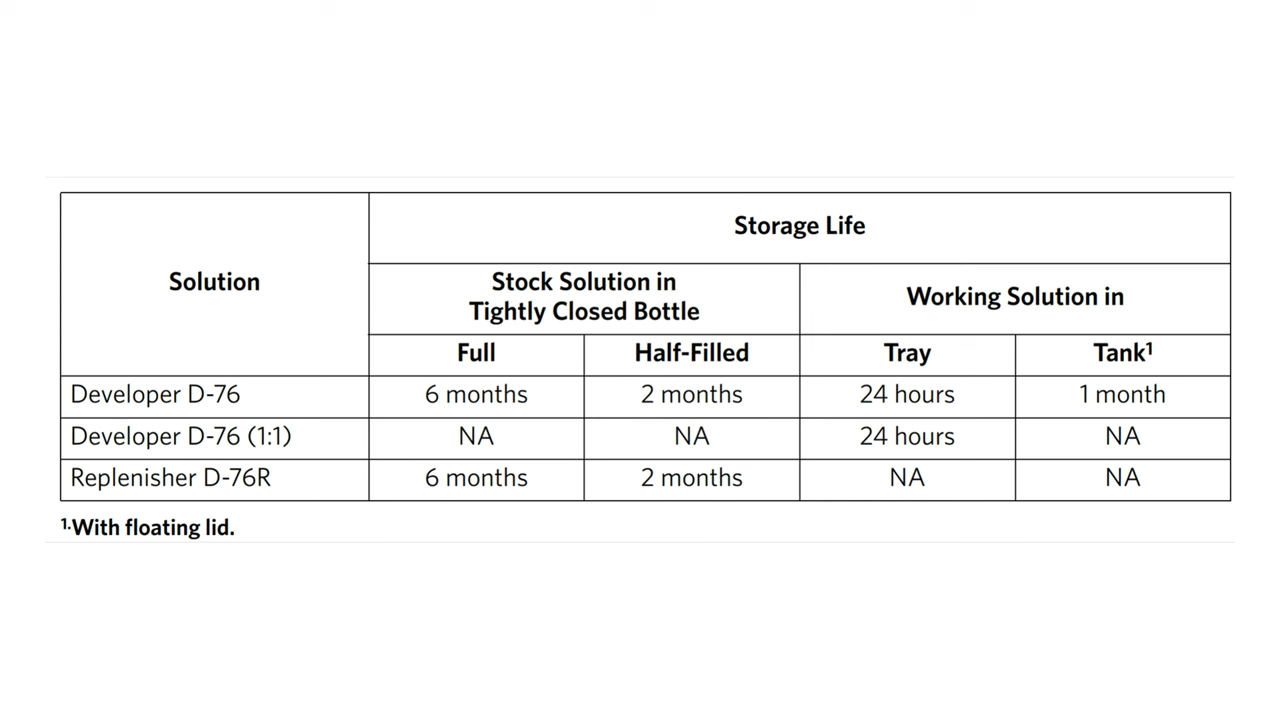 Solution
Storage Life
Stock Solution in
Tightly Closed Bottle
Working Solution in
Full
Half-Filled
Tray
Tank¹
Developer D-76
6 months
2 months
24 hours
1 month
Developer D-76 (1:1)
NA
NA
24 hours
NA
Replenisher D-76R
6 months
2 months
NA
NA
¹·With floating lid.